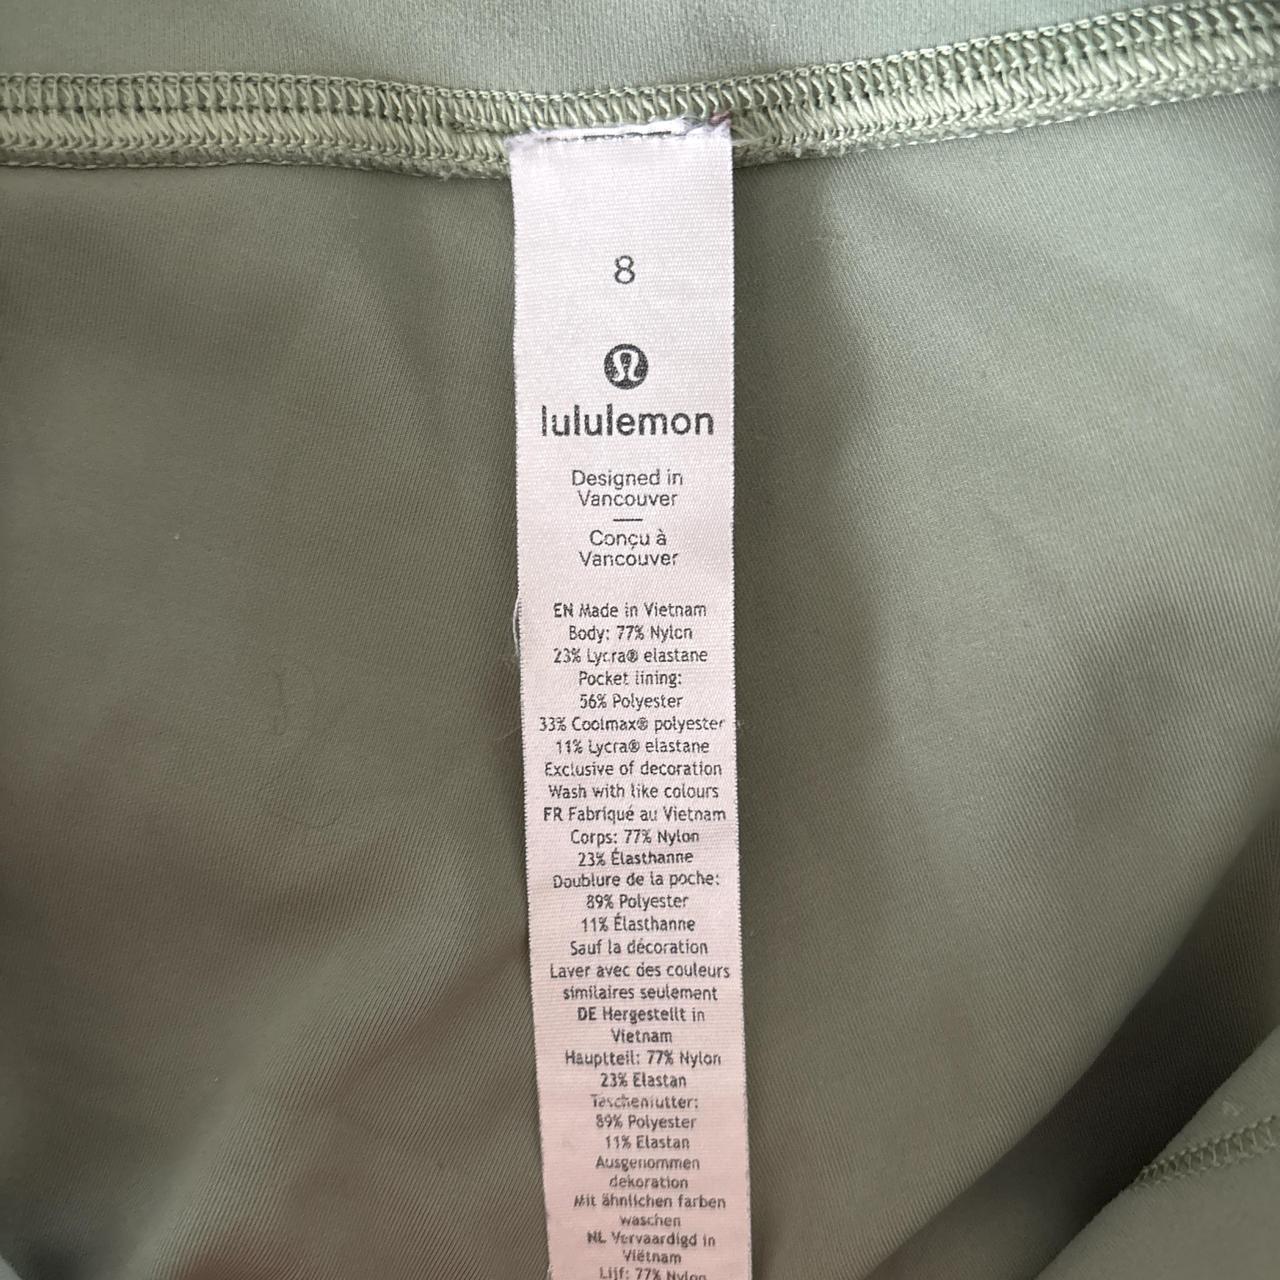 8
lululemon
Designed in
Vancouver
Conçu à
Vancouver
EN Made in Vietnam
Body: 77% Nylon
23% Lycra® elastane
Pocket lining:
56% Polyester
33% Coolmax® polyester
11% Lycra® elastane
Exclusive of decoration
Wash with like colours
FR Fabriqué au Vietnam
Corps: 77% Nylon
23% Élasthanne
Doublure de la poche:
89% Polyester
11% Élasthanne
Sauf la décoration
Laver avec des couleurs
similaires seulement
DE Hergestellt in
Vietnam
Hauptteil: 77% Nylon
23% Elastan
Taschenfutter:
89% Polyester
11% Elastan
Ausgenommen
dekoration
Mit ähnlichen farben
waschen
NL Vervaardigd in
Viëtnam
Lijf: 77% Nylon